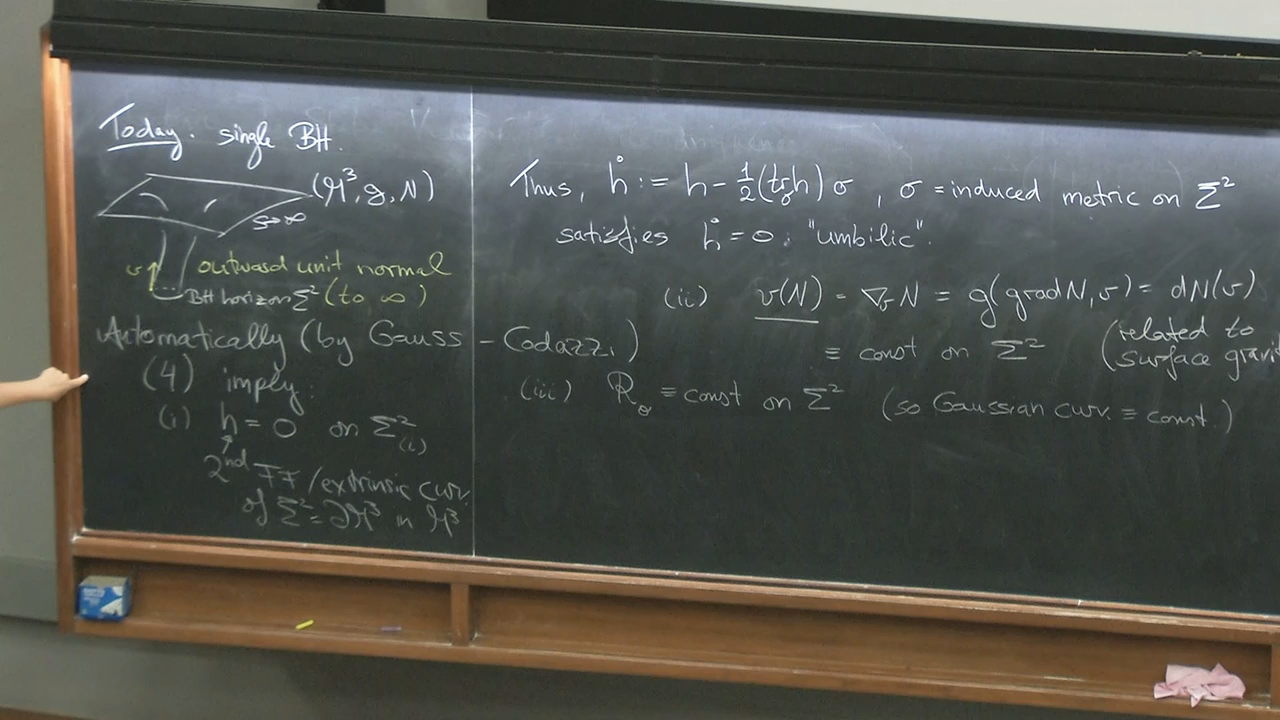 Today. single BH.
(M³, g, N)
s→∞
ν ↑ outward unit normal
BH horizon Σ² (to ∞)
Automatically (by Gauss - Codazzi)
(4) imply:
(i) h = 0 on Σ²₍ᵢ₎
↑
2nd FF/extrinsic curv.
of Σ² = ∂M³ in M³
Thus, h̊ := h - ½(tr_σ h) σ , σ = induced metric on Σ²
satisfies h̊ = 0 : "umbilic".
(ii) ν(N) = ∇_ν N = g(grad N, ν) = dN(ν)
≡ const on Σ² (related to
surface gravi
(iii) R_σ ≡ const on Σ² (so Gaussian curv. ≡ const.)